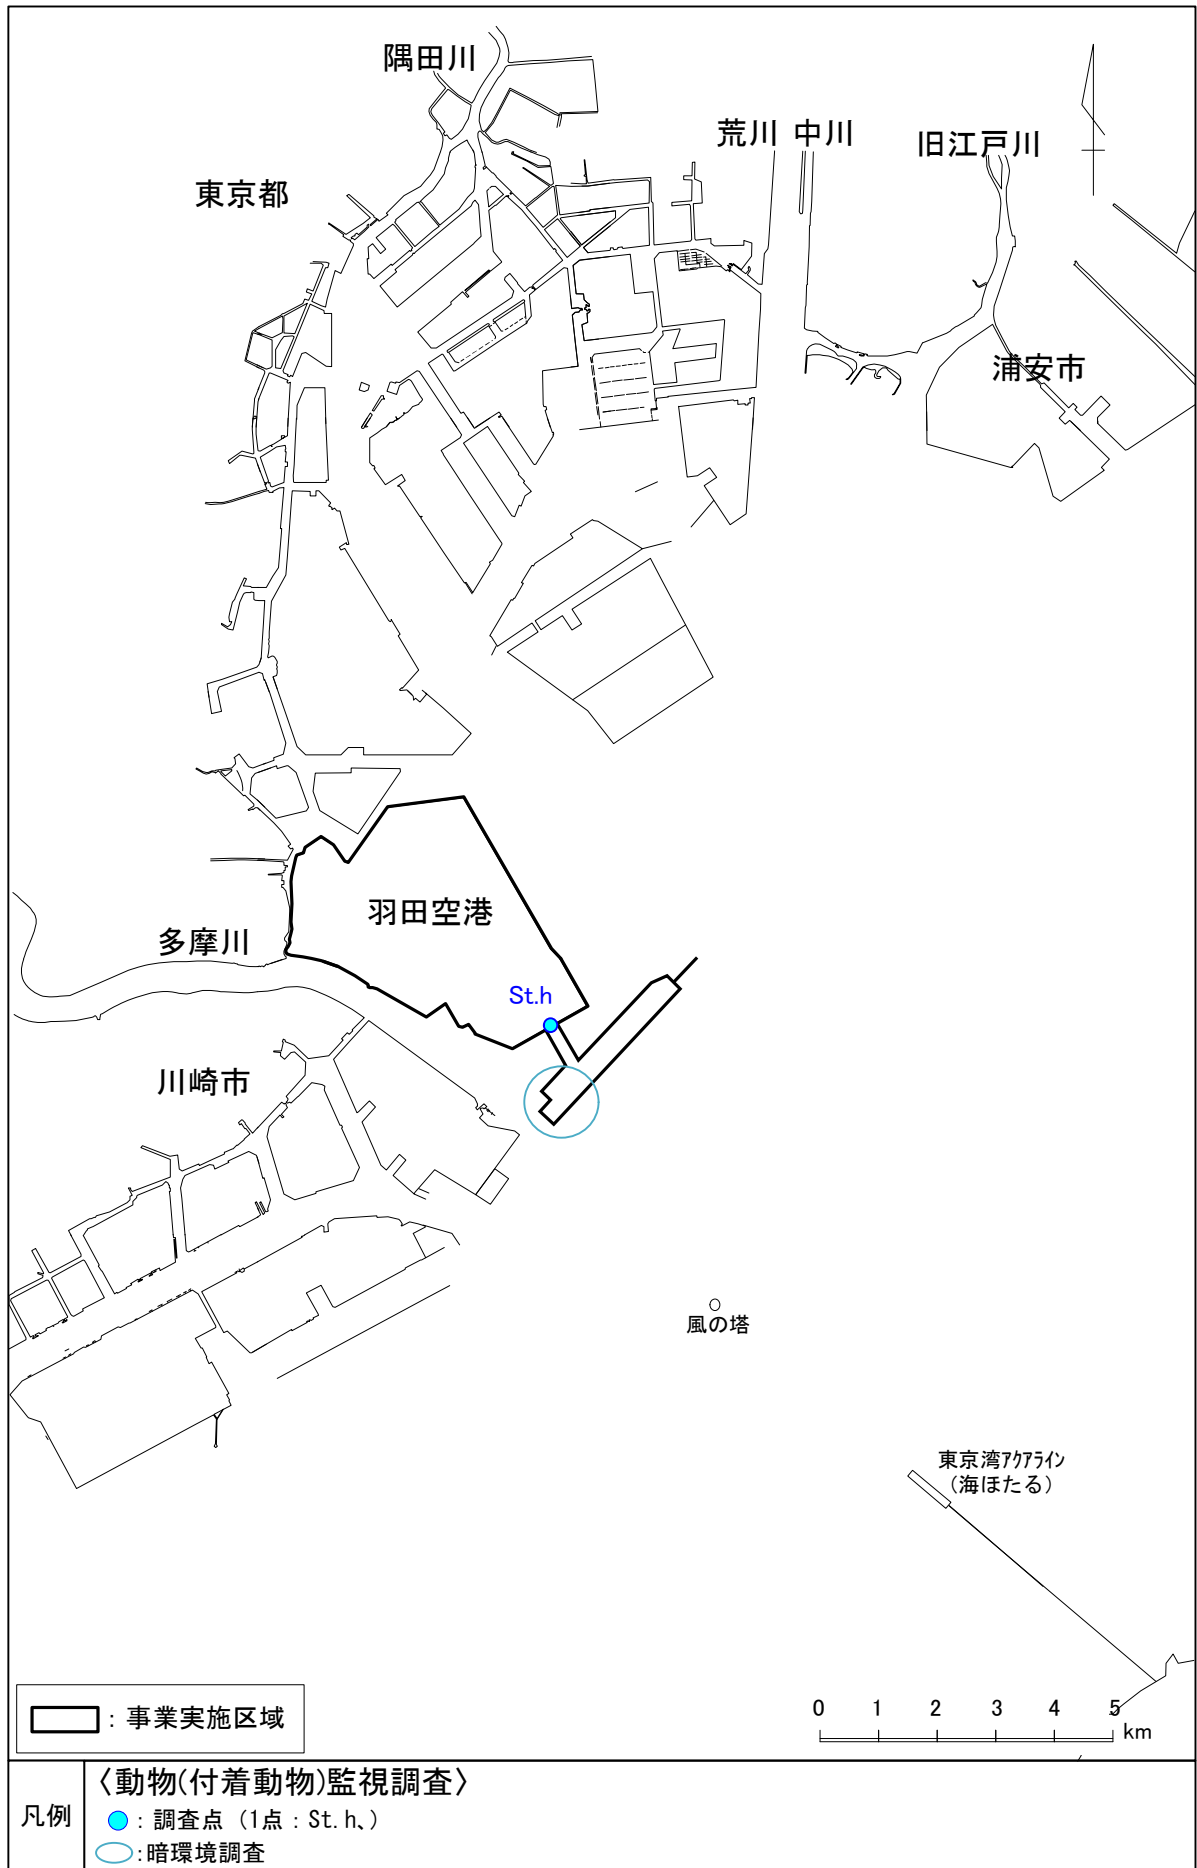 隅田川
荒川 中川
旧江戸川
東京都
浦安市
羽田空港
多摩川
St.h
川崎市
風の塔
東京湾アクアライン
(海ほたる)
: 事業実施区域
0 1 2 3 4 5
km
凡例
〈動物(付着動物)監視調査〉
: 調査点 (1点 : St. h、)
:暗環境調査